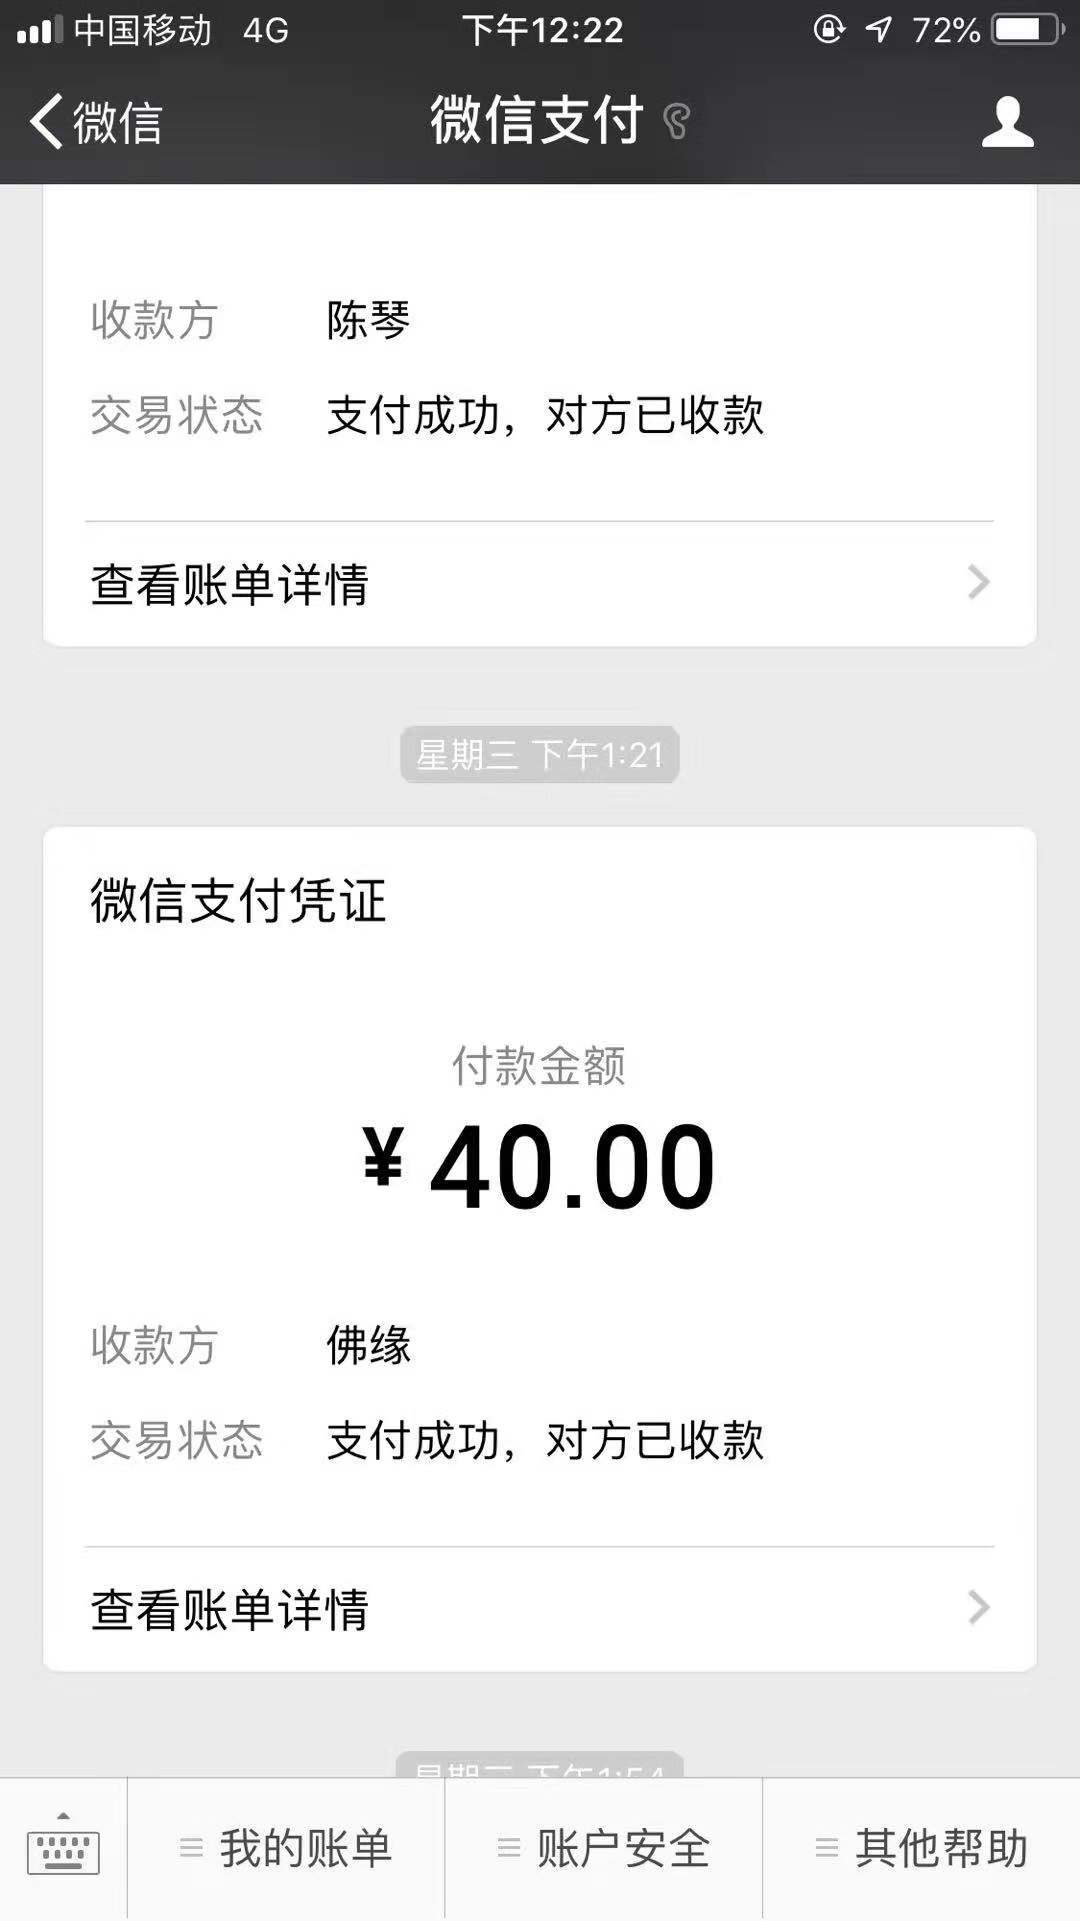 中国移动 4G 下午12:22 72%
微信 微信支付
收款方 陈琴
交易状态 支付成功，对方已收款
查看账单详情
星期三 下午1:21
微信支付凭证
付款金额
¥40.00
收款方 佛缘
交易状态 支付成功，对方已收款
查看账单详情
下午1:54
我的账单 账户安全 其他帮助